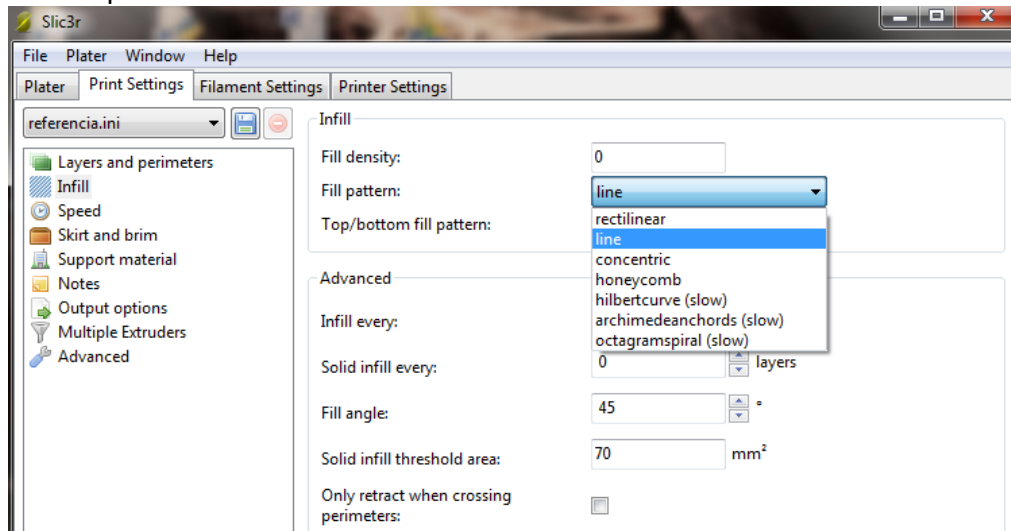 Slic3r
File Plater Window Help
Plater Print Settings Filament Settings Printer Settings
referencia.ini
Layers and perimeters
Infill
Speed
Skirt and brim
Support material
Notes
Output options
Multiple Extruders
Advanced
Infill
Fill density: 0
Fill pattern: line
Top/bottom fill pattern:
rectilinear
line
concentric
honeycomb
hilbertcurve (slow)
archimedeanchords (slow)
octagramspiral (slow)
Advanced
Infill every:
Solid infill every: 0 layers
Fill angle: 45 °
Solid infill threshold area: 70 mm²
Only retract when crossing
perimeters: